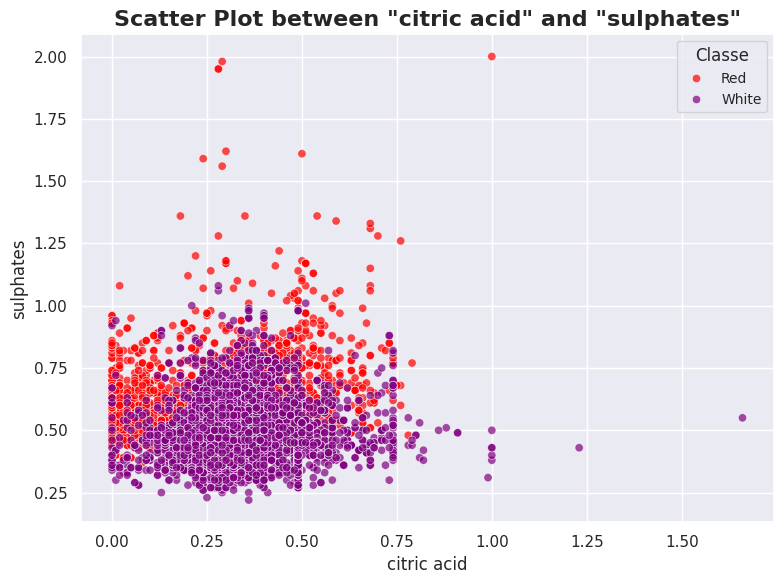 Scatter Plot between "citric acid" and "sulphates"
Classe
Red
White
2.00
1.75
1.50
1.25
1.00
0.75
0.50
0.25
sulphates
0.00
0.25
0.50
0.75
1.00
1.25
1.50
citric acid